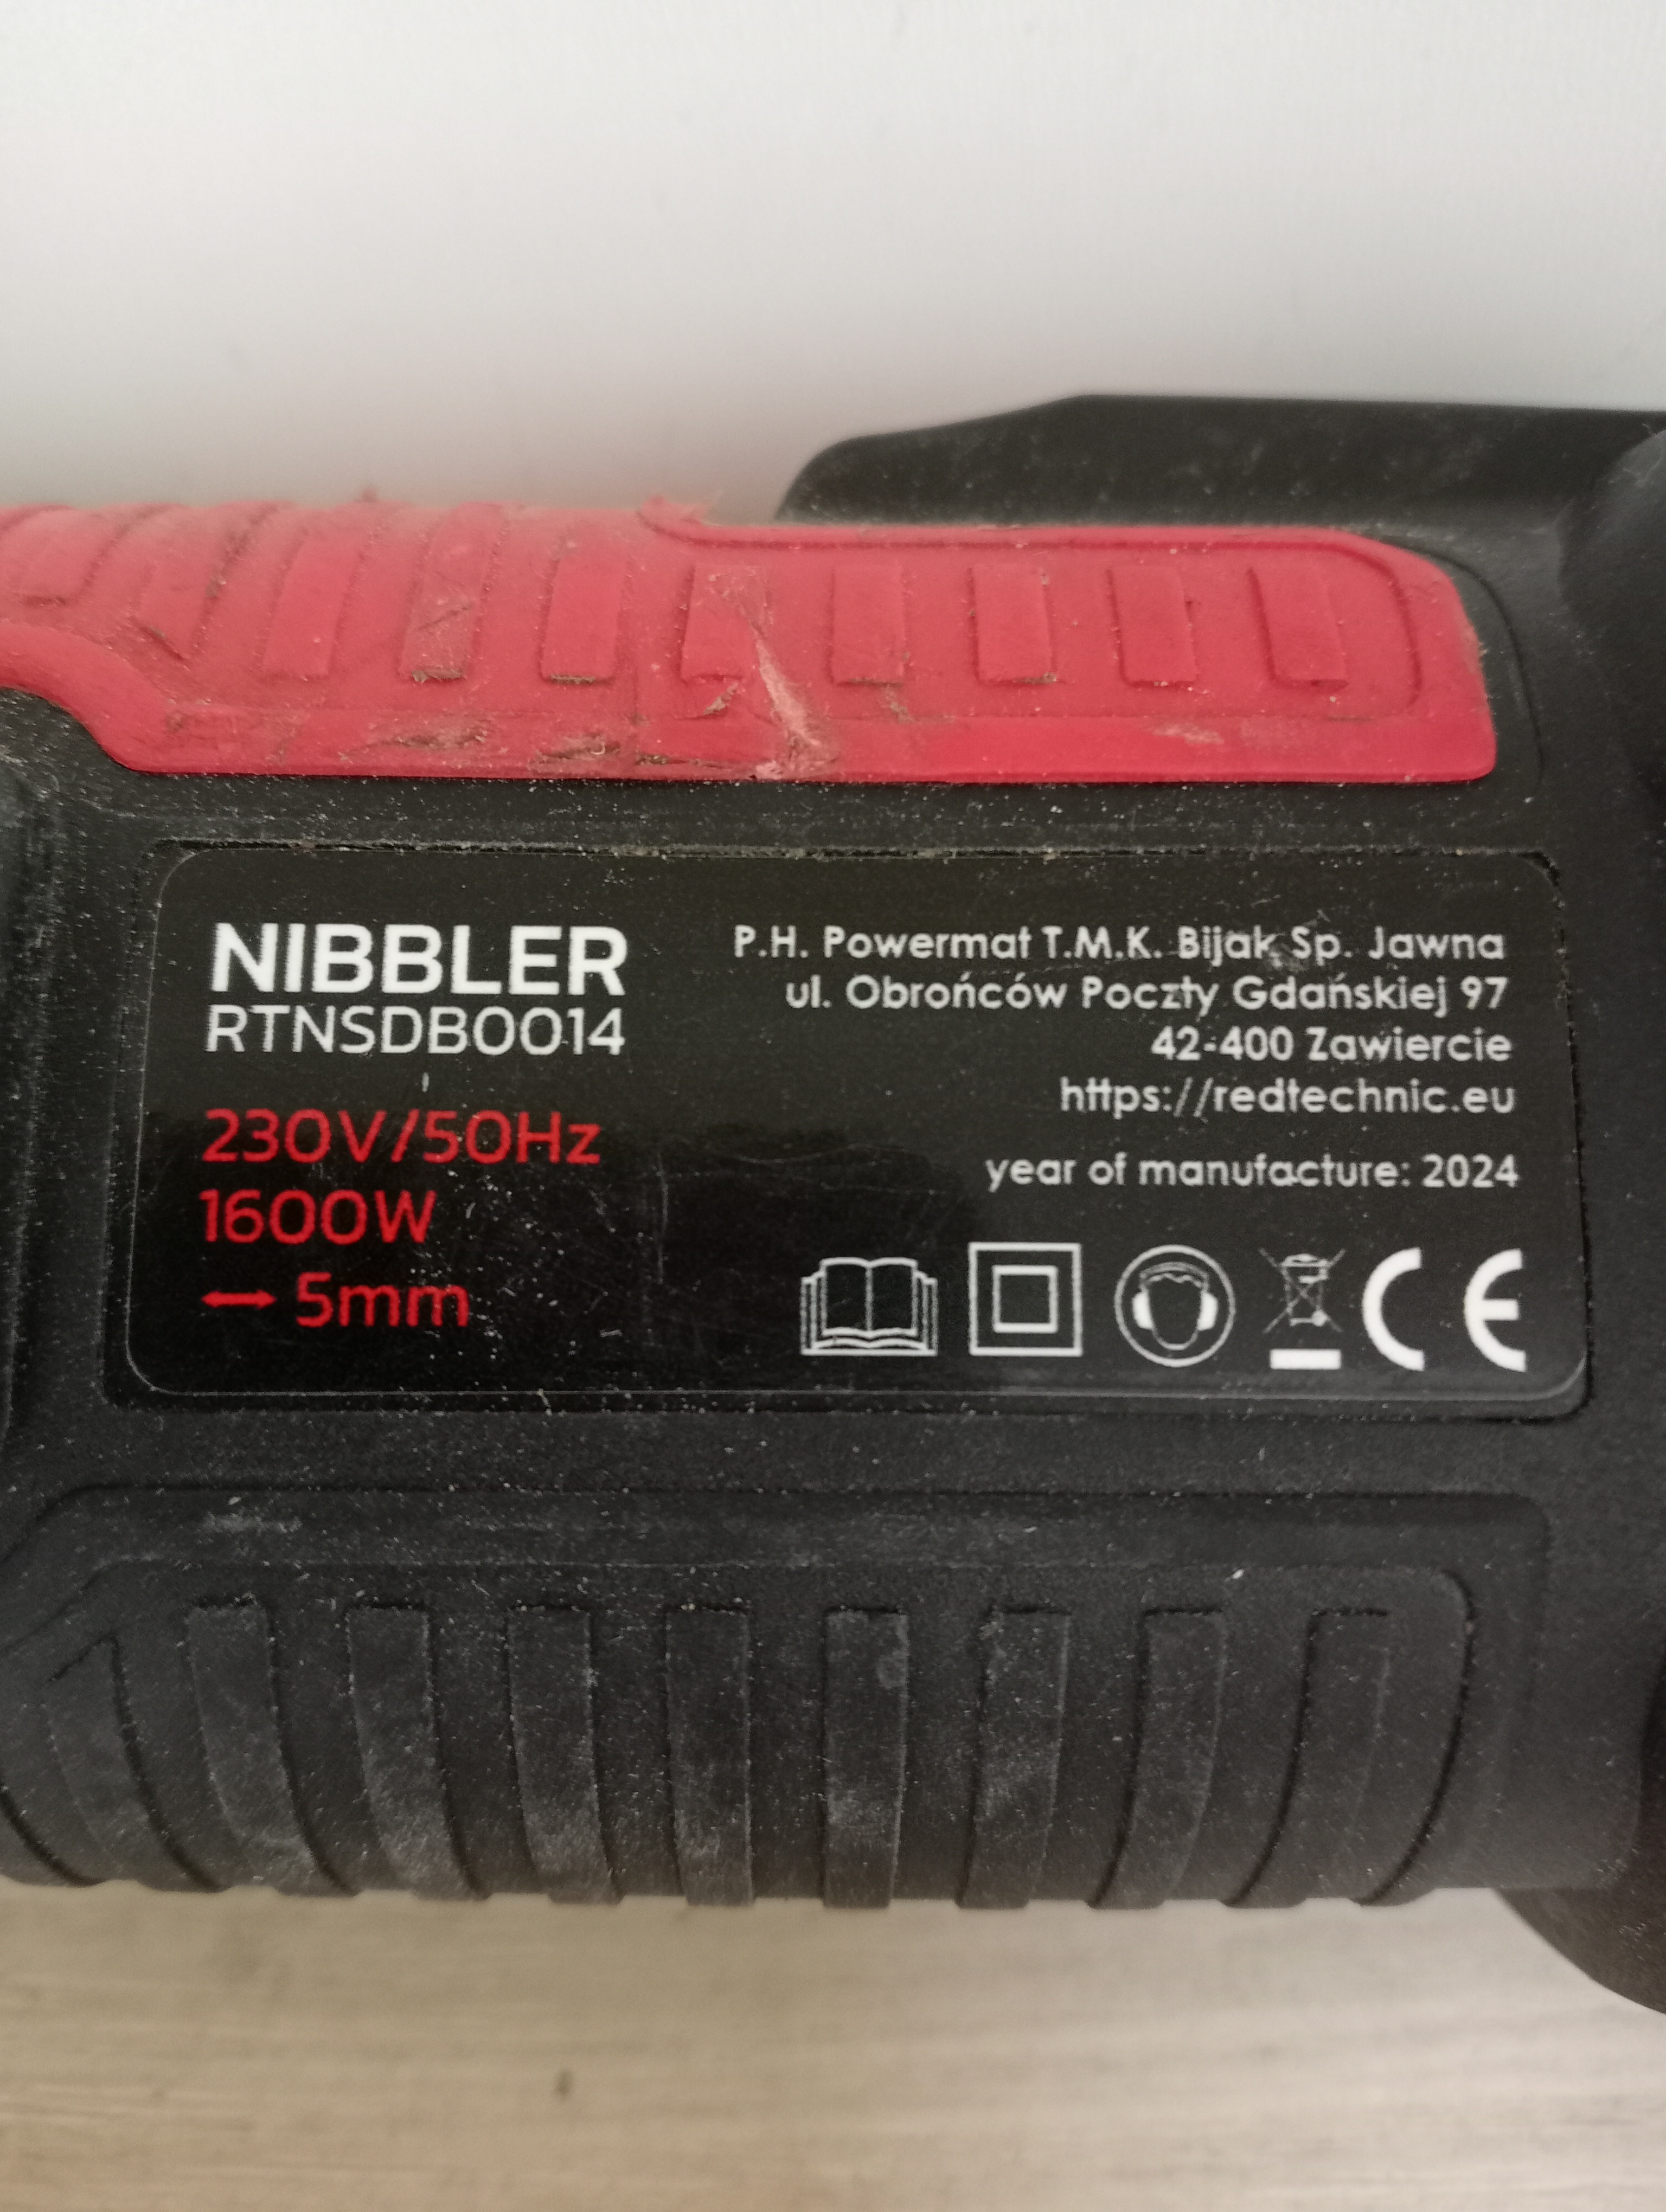 NIBBLER
RTNSDB0014
230V/50Hz
1600W
↔ 5mm
P.H. Powermat T.M.K. Bijak Sp. Jawna
ul. Obrońców Poczty Gdańskiej 97
42-400 Zawiercie
https://redtechnic.eu
year of manufacture: 2024
CE